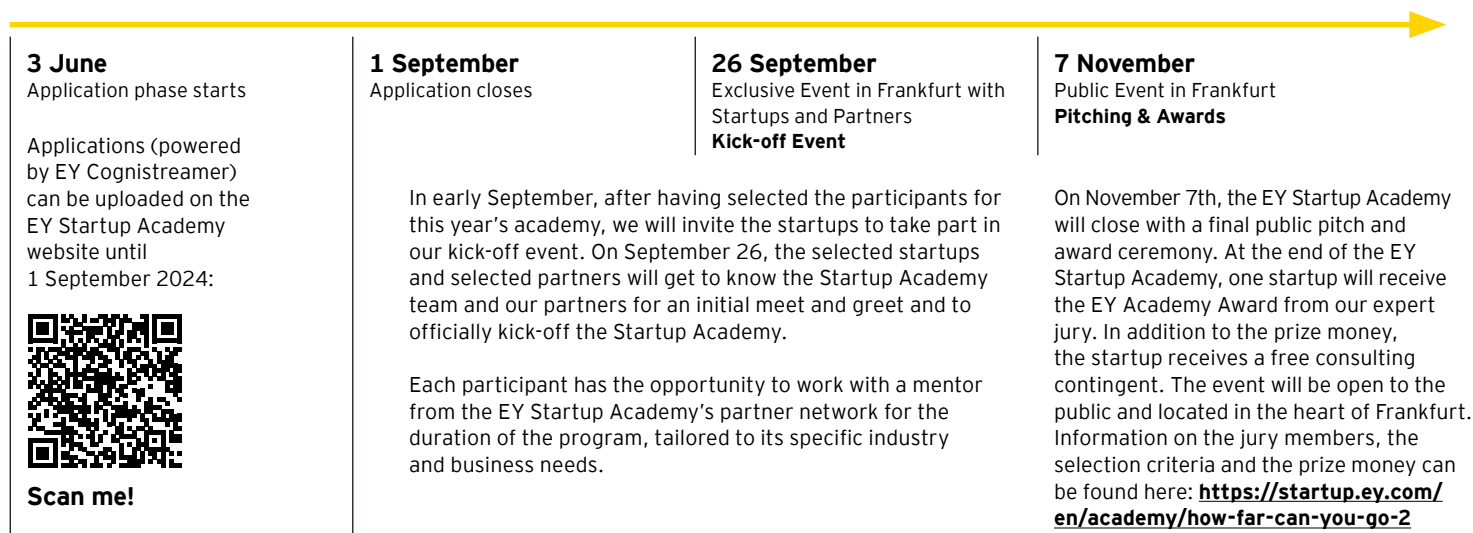 3 June
Application phase starts
Applications (powered
by EY Cognistreamer)
can be uploaded on the
EY Startup Academy
website until
1 September 2024:
Scan me!
1 September
Application closes
26 September
Exclusive Event in Frankfurt with
Startups and Partners
Kick-off Event
In early September, after having selected the participants for
this year’s academy, we will invite the startups to take part in
our kick-off event. On September 26, the selected startups
and selected partners will get to know the Startup Academy
team and our partners for an initial meet and greet and to
officially kick-off the Startup Academy.
Each participant has the opportunity to work with a mentor
from the EY Startup Academy’s partner network for the
duration of the program, tailored to its specific industry
and business needs.
7 November
Public Event in Frankfurt
Pitching & Awards
On November 7th, the EY Startup Academy
will close with a final public pitch and
award ceremony. At the end of the EY
Startup Academy, one startup will receive
the EY Academy Award from our expert
jury. In addition to the prize money,
the startup receives a free consulting
contingent. The event will be open to the
public and located in the heart of Frankfurt.
Information on the jury members, the
selection criteria and the prize money can
be found here: https://startup.ey.com/
en/academy/how-far-can-you-go-2